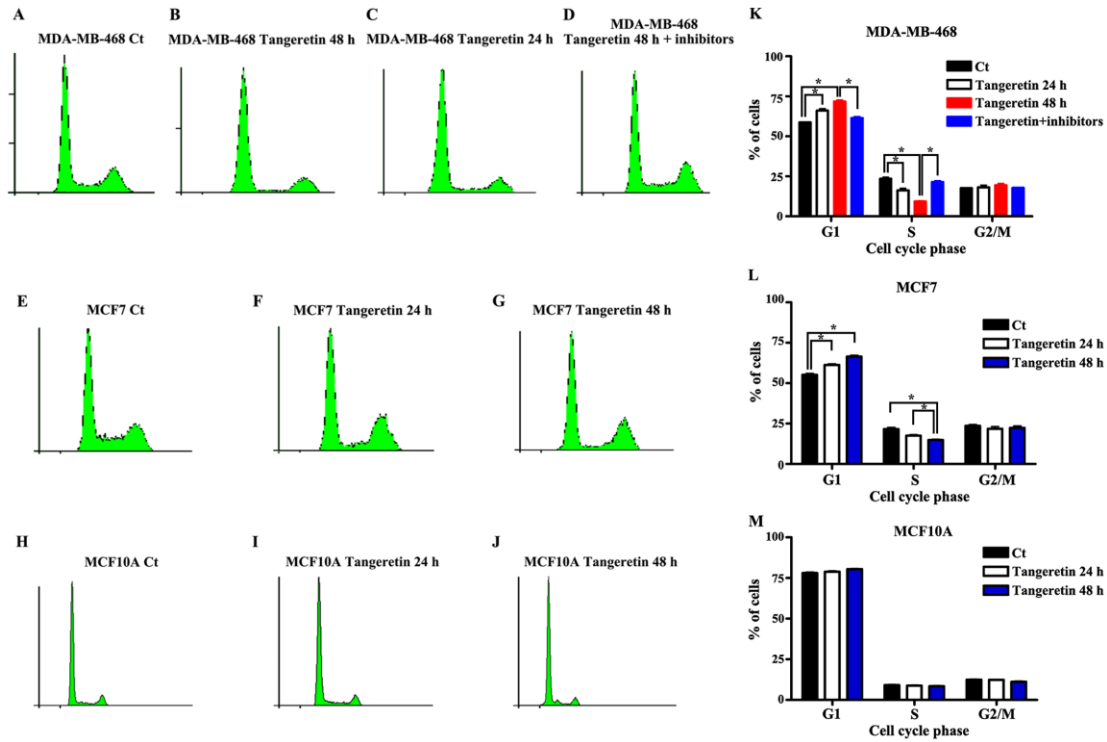 A
MDA-MB-468 Ct
B
MDA-MB-468 Tangeretin 48 h
C
MDA-MB-468 Tangeretin 24 h
D
MDA-MB-468
Tangeretin 48 h + inhibitors
E
MCF7 Ct
F
MCF7 Tangeretin 24 h
G
MCF7 Tangeretin 48 h
H
MCF10A Ct
I
MCF10A Tangeretin 24 h
J
MCF10A Tangeretin 48 h
K
MDA-MB-468
% of cells
100
75
50
25
0
Ct
Tangeretin 24 h
Tangeretin 48 h
Tangeretin+inhibitors
* * *
*
* * *
*
G1 S G2/M
Cell cycle phase
L
MCF7
% of cells
100
75
50
25
0
Ct
Tangeretin 24 h
Tangeretin 48 h
*
*
*
*
G1 S G2/M
Cell cycle phase
M
MCF10A
% of cells
100
75
50
25
0
Ct
Tangeretin 24 h
Tangeretin 48 h
G1 S G2/M
Cell cycle phase